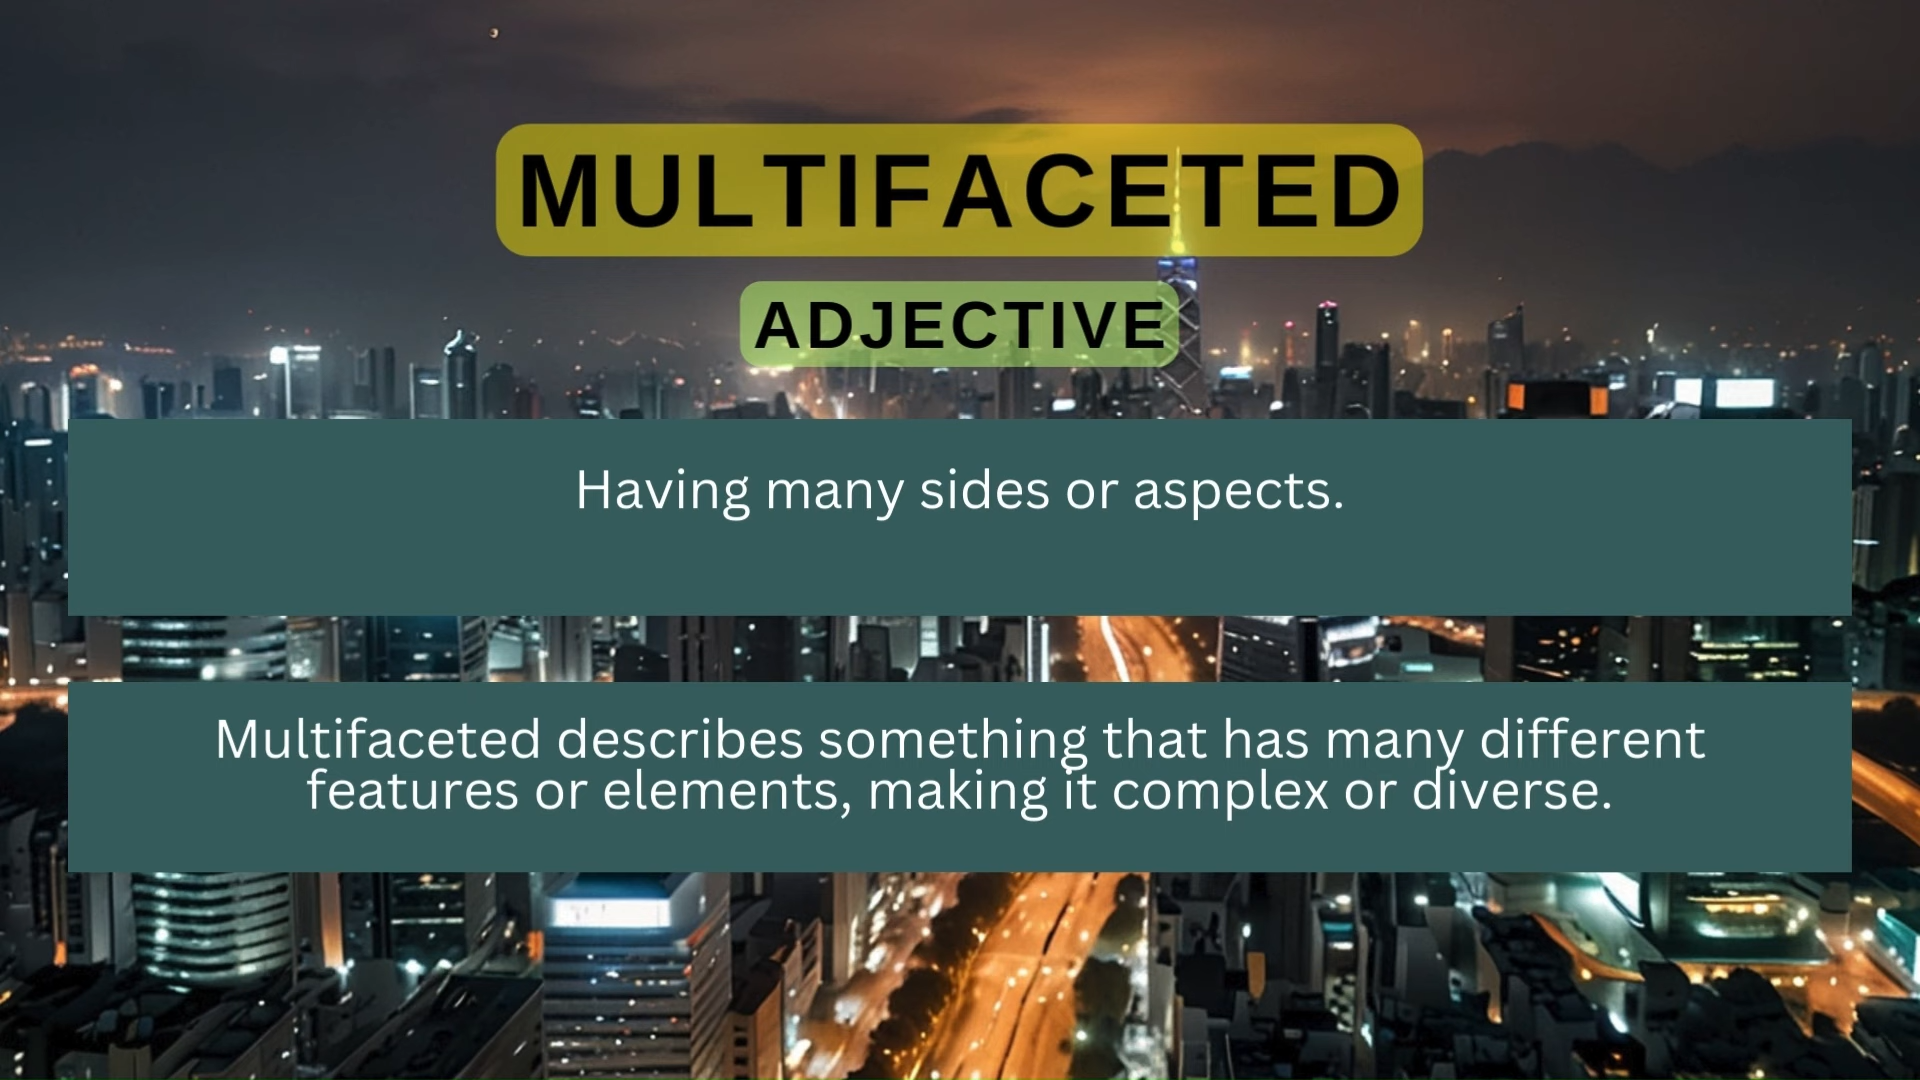 MULTIFACETED
ADJECTIVE
Having many sides or aspects.
Multifaceted describes something that has many different
features or elements, making it complex or diverse.